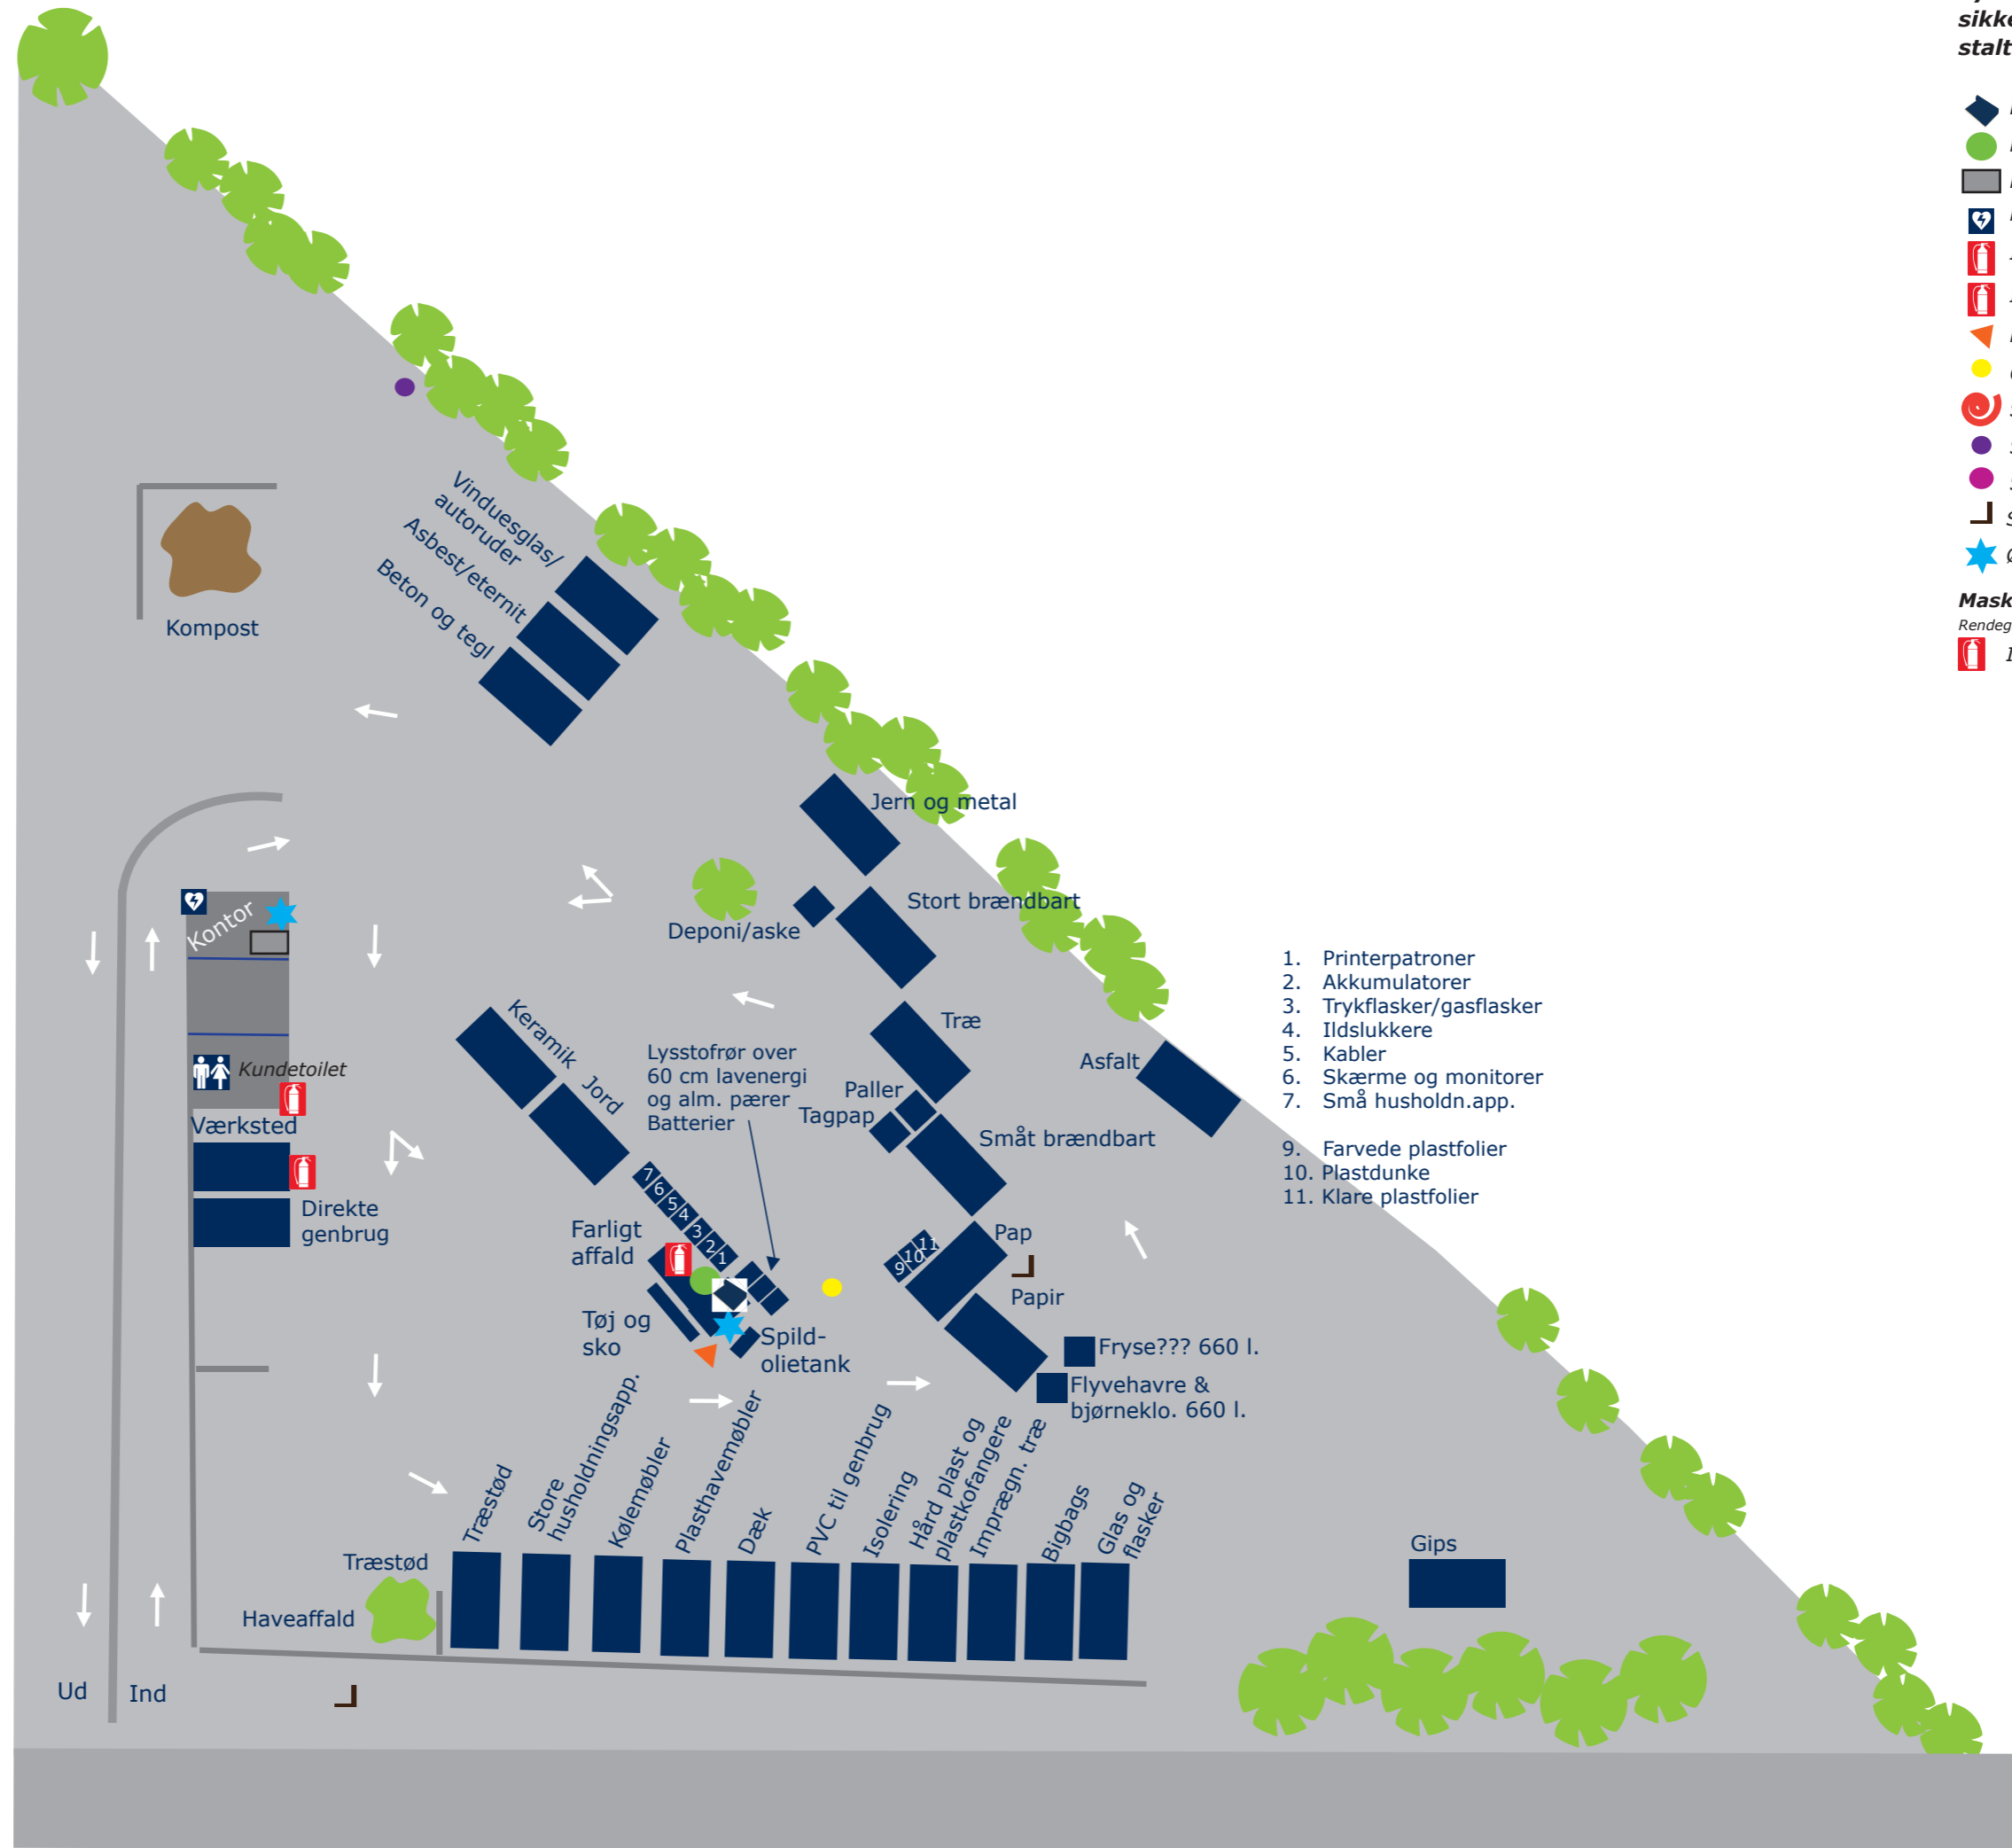 Vinduesglas/
autoruder
Asbest/eternit
Beton og tegl
Kompost
Jern og metal
Stort brændbart
Deponi/aske
Kontor
Kundetoilet
Værksted
Direkte
genbrug
Keramik
Jord
Lysstofrør over
60 cm lavenergi
og alm. pærer
Batterier
Træ
Paller
Tagpap
Småt brændbart
Asfalt
1. Printerpatroner
2. Akkumulatorer
3. Trykflasker/gasflasker
4. Ildslukkere
5. Kabler
6. Skærme og monitorer
7. Små husholdn.app.
9. Farvede plastfolier
10. Plastdunke
11. Klare plastfolier
7
6
5
4
3
2
1
Farligt
affald
Tøj og
sko
Spild-
olietank
9
10
11
Pap
Papir
Fryse??? 660 l.
Flyvehavre &
bjørneklo. 660 l.
Træstød
Store
husholdningsapp.
Kølemøbler
Plasthavemøbler
Dæk
PVC til genbrug
Isolering
Hård plast og
plastkofangere
Imprægn. træ
Bigbags
Glas og
flasker
Gips
Træstød
Haveaffald
Ud
Ind